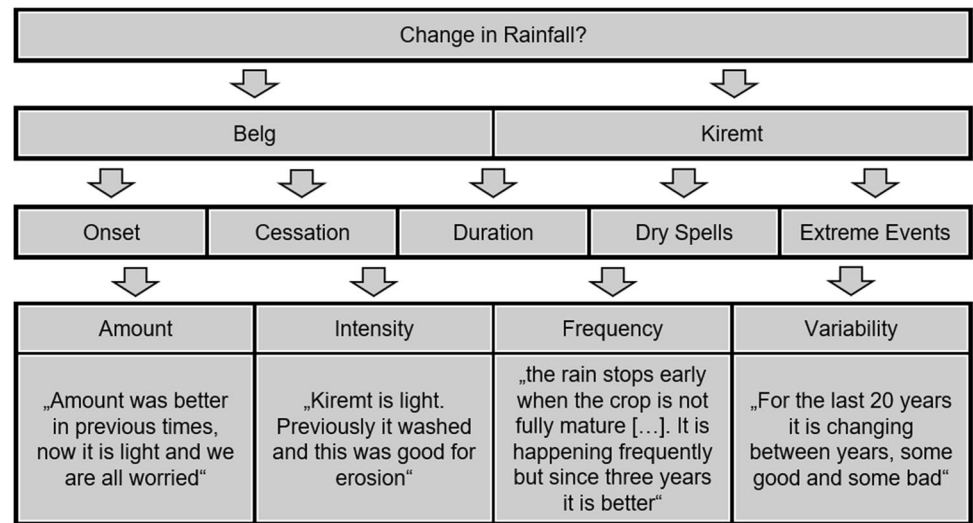 Change in Rainfall?
Belg
Kiremt
Onset
Cessation
Duration
Dry Spells
Extreme Events
Amount
Intensity
Frequency
Variability
„Amount was better
in previous times,
now it is light and we
are all worried“
„Kiremt is light.
Previously it washed
and this was good for
erosion“
„the rain stops early
when the crop is not
fully mature […]. It is
happening frequently
but since three years
it is better“
„For the last 20 years
it is changing
between years, some
good and some bad“